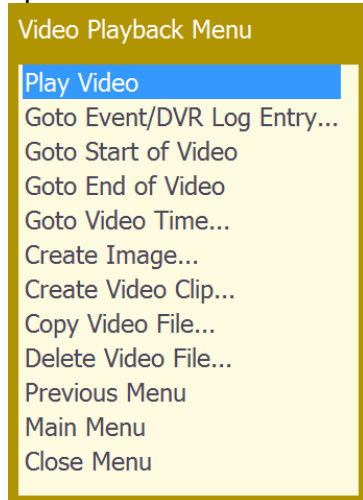 Video Playback Menu
Play Video
Goto Event/DVR Log Entry...
Goto Start of Video
Goto End of Video
Goto Video Time...
Create Image...
Create Video Clip...
Copy Video File...
Delete Video File...
Previous Menu
Main Menu
Close Menu